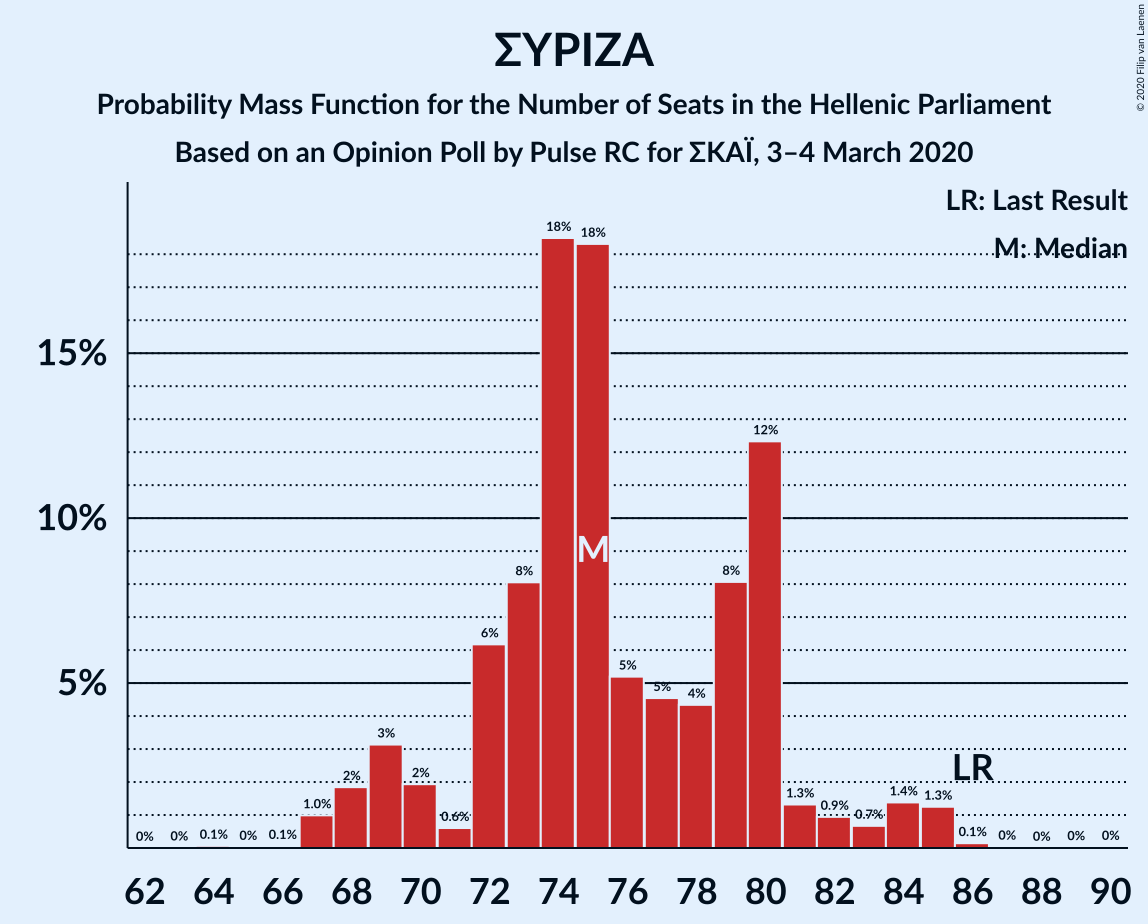 ΣΥΡΙΖΑ
Probability Mass Function for the Number of Seats in the Hellenic Parliament
Based on an Opinion Poll by Pulse RC for ΣΚΑΪ, 3–4 March 2020
© 2020 Filip van Laenen
LR: Last Result
M: Median
15%
10%
5%
0% 0% 0.1% 0% 0.1% 1.0% 2% 3% 2% 0.6% 6% 8% 18% 18% 5% 5% 4% 8% 12% 1.3% 0.9% 0.7% 1.4% 1.3% 0.1% 0% 0% 0% 0%
M
LR
62 64 66 68 70 72 74 76 78 80 82 84 86 88 90